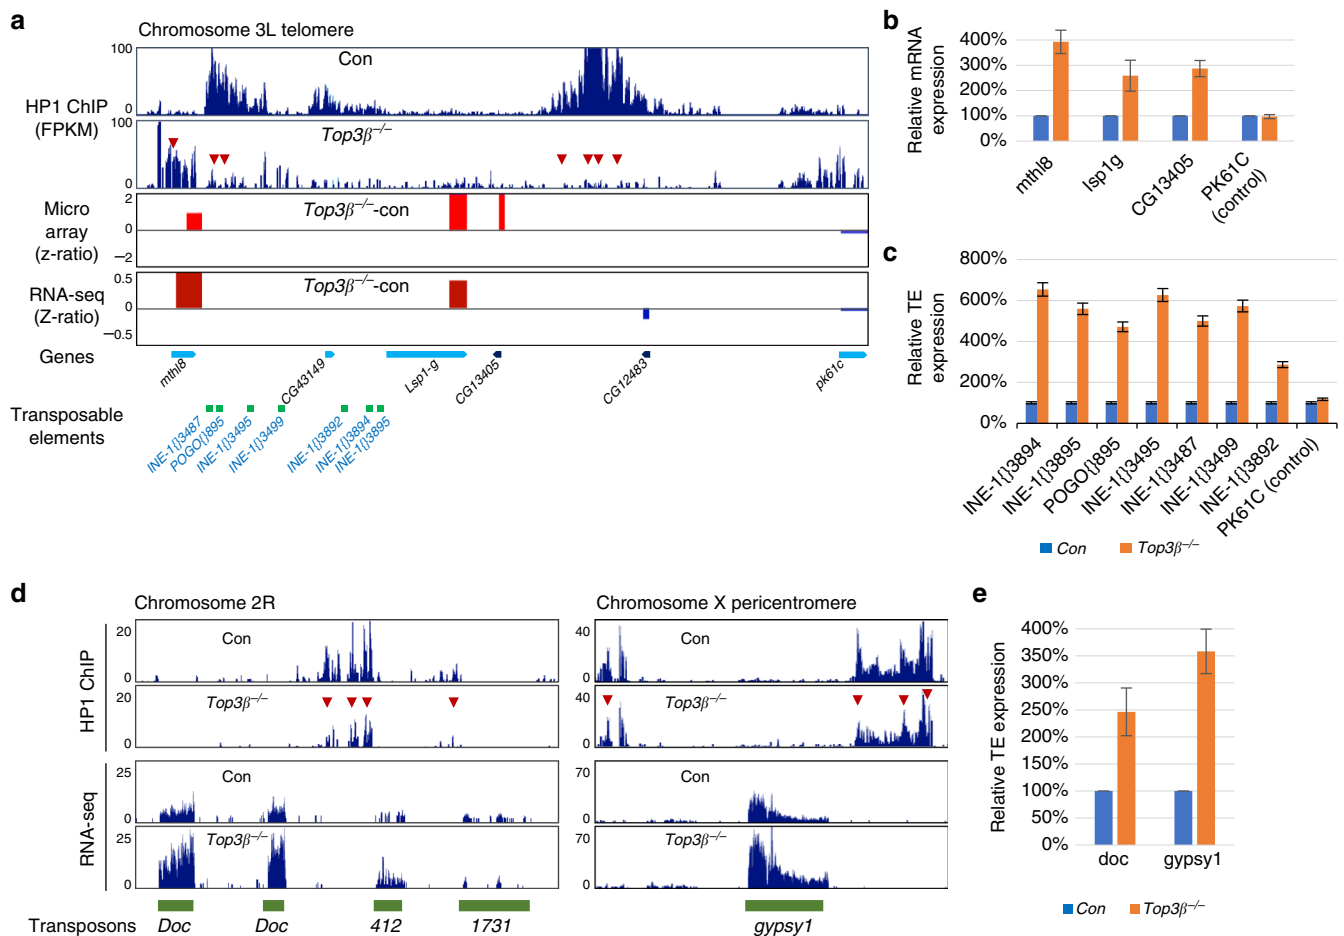 a
Chromosome 3L telomere
HP1 ChIP
(FPKM)
100
0
Con
100
0
Top3β−/−
Micro
array
(z-ratio)
2
0
−2
Top3β−/−-con
RNA-seq
(Z-ratio)
0.5
0
−0.5
Top3β−/−-con
Genes
mthl8
CG43149
Lsp1-g
CG13405
CG12483
pk61c
Transposable
elements
INE-1{}3487
POGO{}895
INE-1{}3495
INE-1{}3499
INE-1{}3892
INE-1{}3894
INE-1{}3895
b
Relative mRNA
expression
400%
300%
200%
100%
0%
mthl8
lsp1g
CG13405
PK61C
(control)
c
Relative TE
expression
800%
600%
400%
200%
0%
INE-1{}3894
INE-1{}3895
POGO{}895
INE-1{}3495
INE-1{}3487
INE-1{}3499
INE-1{}3892
PK61C (control)
Con
Top3β−/−
d
Chromosome 2R
Chromosome X pericentromere
HP1 ChIP
20
0
Con
20
0
Top3β−/−
40
0
Con
40
0
Top3β−/−
RNA-seq
25
0
Con
25
0
Top3β−/−
70
0
Con
70
0
Top3β−/−
Transposons
Doc
Doc
412
1731
gypsy1
e
Relative TE expression
400%
350%
300%
250%
200%
150%
100%
50%
0%
doc
gypsy1
Con
Top3β−/−